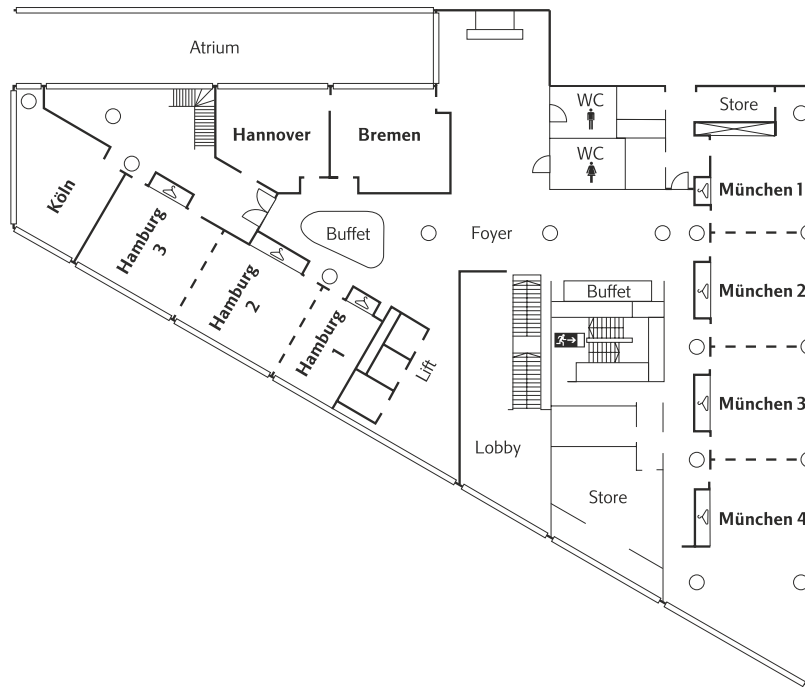 Atrium
WC
Store
Hannover
Bremen
WC
Köln
München 1
Hamburg
3
Buffet
Foyer
Hamburg
2
Buffet
München 2
Hamburg
1
Lift
München 3
Lobby
Store
München 4